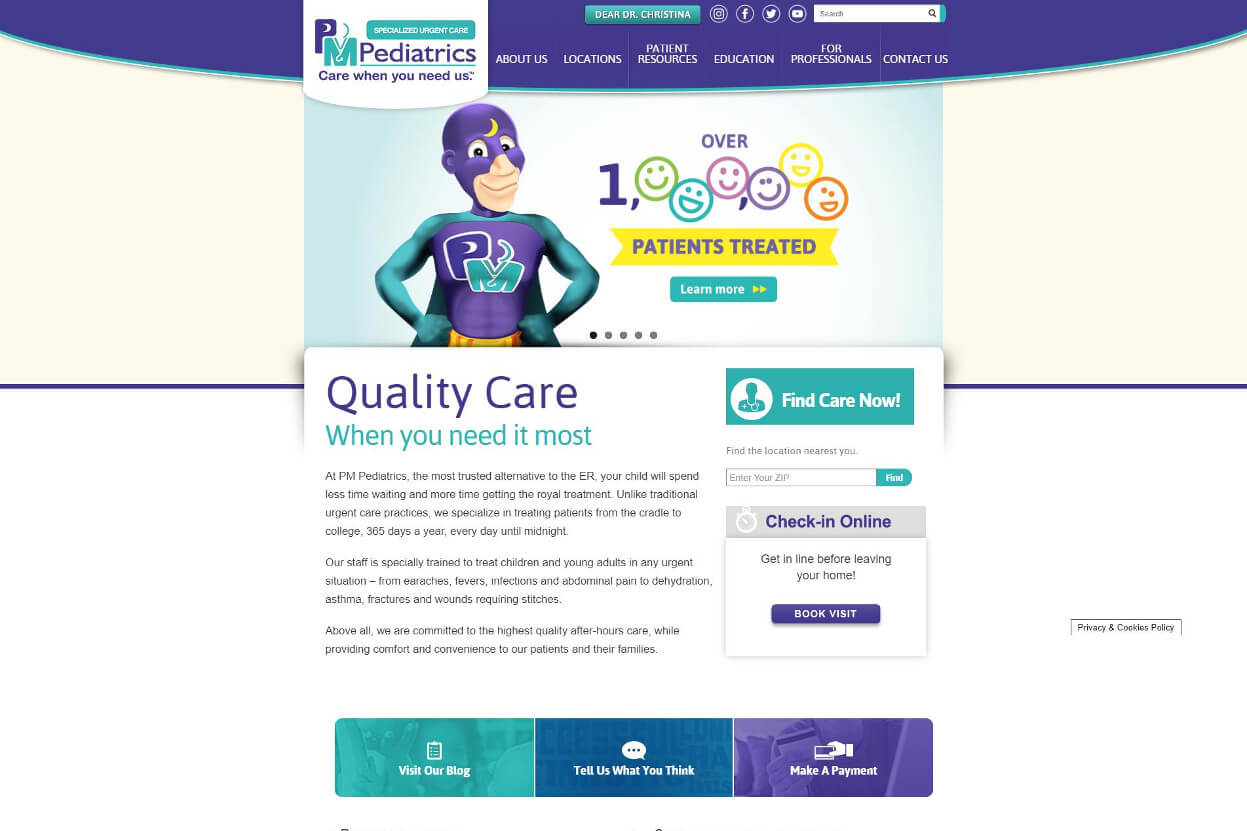 DEAR DR. CHRISTINA
Search
SPECIALIZED URGENT CARE
PM Pediatrics
Care when you need us.™
ABOUT US
LOCATIONS
PATIENT
RESOURCES
EDUCATION
FOR
PROFESSIONALS
CONTACT US
OVER
1,
,
PATIENTS TREATED
Learn more
PM
Quality Care
When you need it most
At PM Pediatrics, the most trusted alternative to the ER, your child will spend
less time waiting and more time getting the royal treatment. Unlike traditional
urgent care practices, we specialize in treating patients from the cradle to
college, 365 days a year, every day until midnight.
Our staff is specially trained to treat children and young adults in any urgent
situation – from earaches, fevers, infections and abdominal pain to dehydration,
asthma, fractures and wounds requiring stitches.
Above all, we are committed to the highest quality after-hours care, while
providing comfort and convenience to our patients and their families.
Find Care Now!
Find the location nearest you.
Enter Your ZIP
Find
Check-in Online
Get in line before leaving
your home!
BOOK VISIT
Privacy & Cookies Policy
Visit Our Blog
Tell Us What You Think
Make A Payment